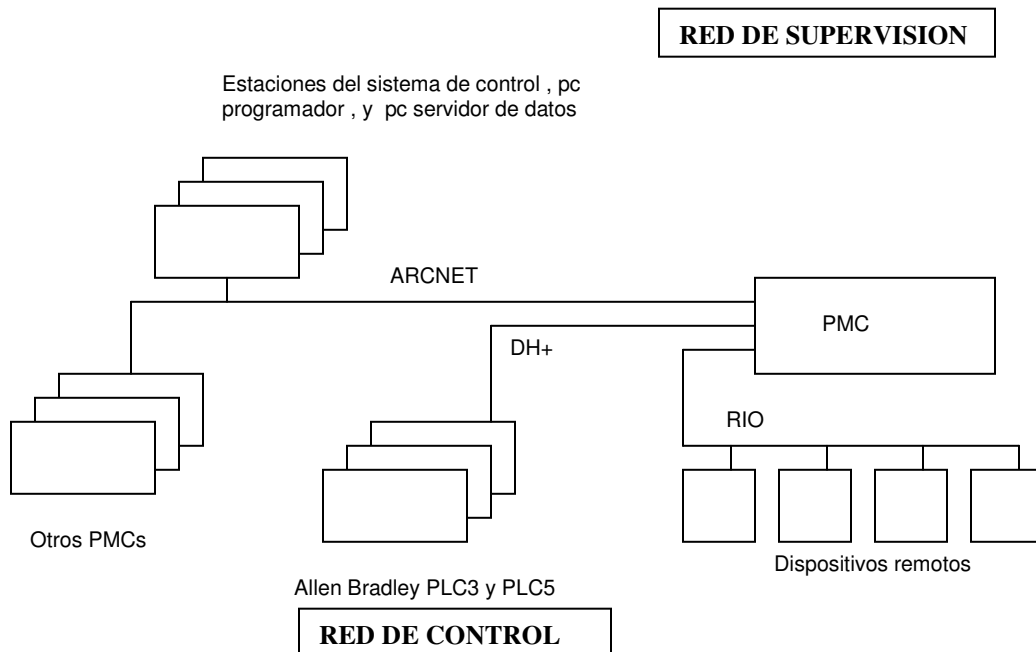 RED DE SUPERVISION
Estaciones del sistema de control , pc
programador , y pc servidor de datos
ARCNET
PMC
DH+
RIO
Otros PMCs
Dispositivos remotos
Allen Bradley PLC3 y PLC5
RED DE CONTROL